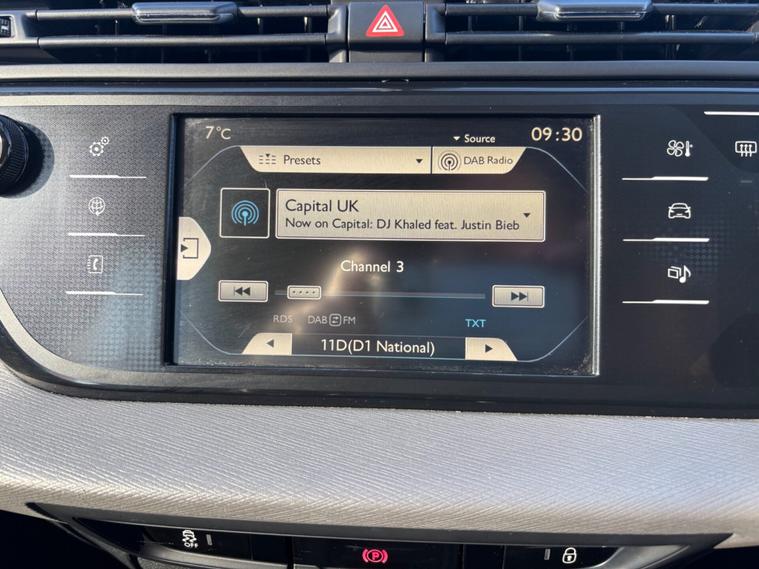 7°C
Source
09:30
Presets
DAB Radio
Capital UK
Now on Capital: DJ Khaled feat. Justin Bieb
Channel 3
RDS DAB FM
TXT
11D(D1 National)
P